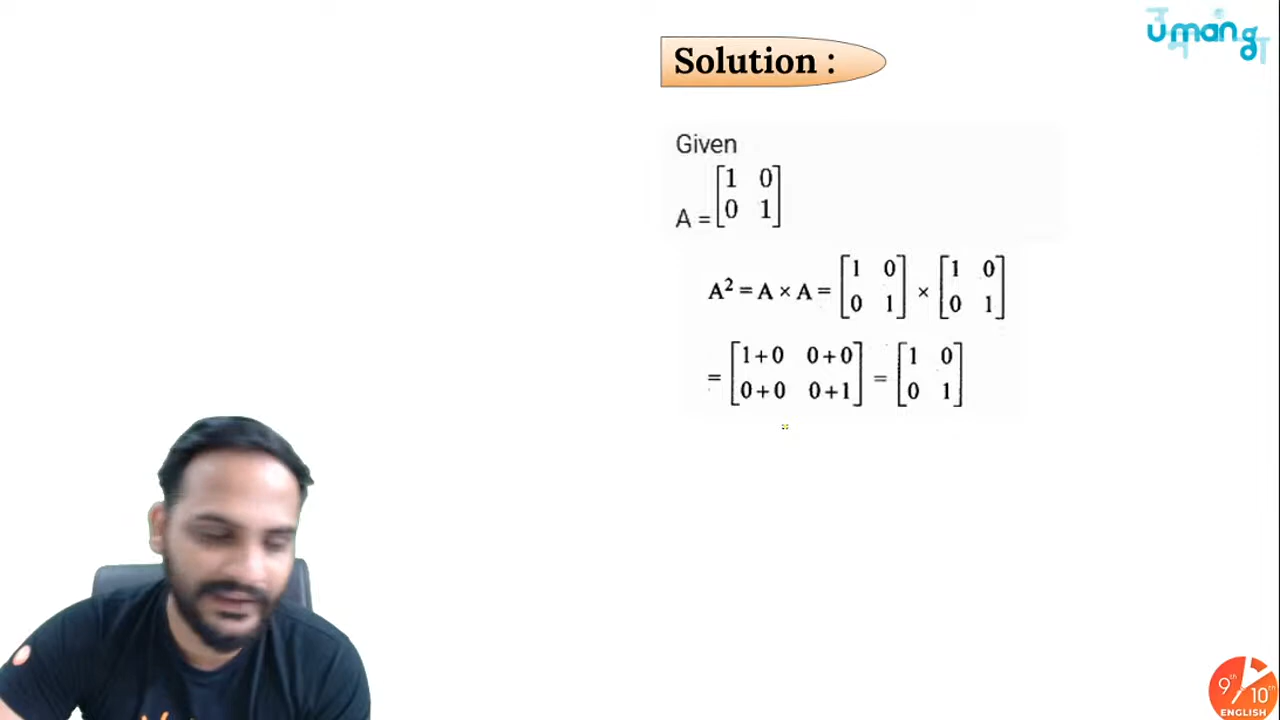 Umang
Solution :
Given
A = [1 0
0 1]
A² = A × A = [1 0
0 1] × [1 0
0 1]
= [1+0 0+0
0+0 0+1] = [1 0
0 1]
9th
10th
ENGLISH